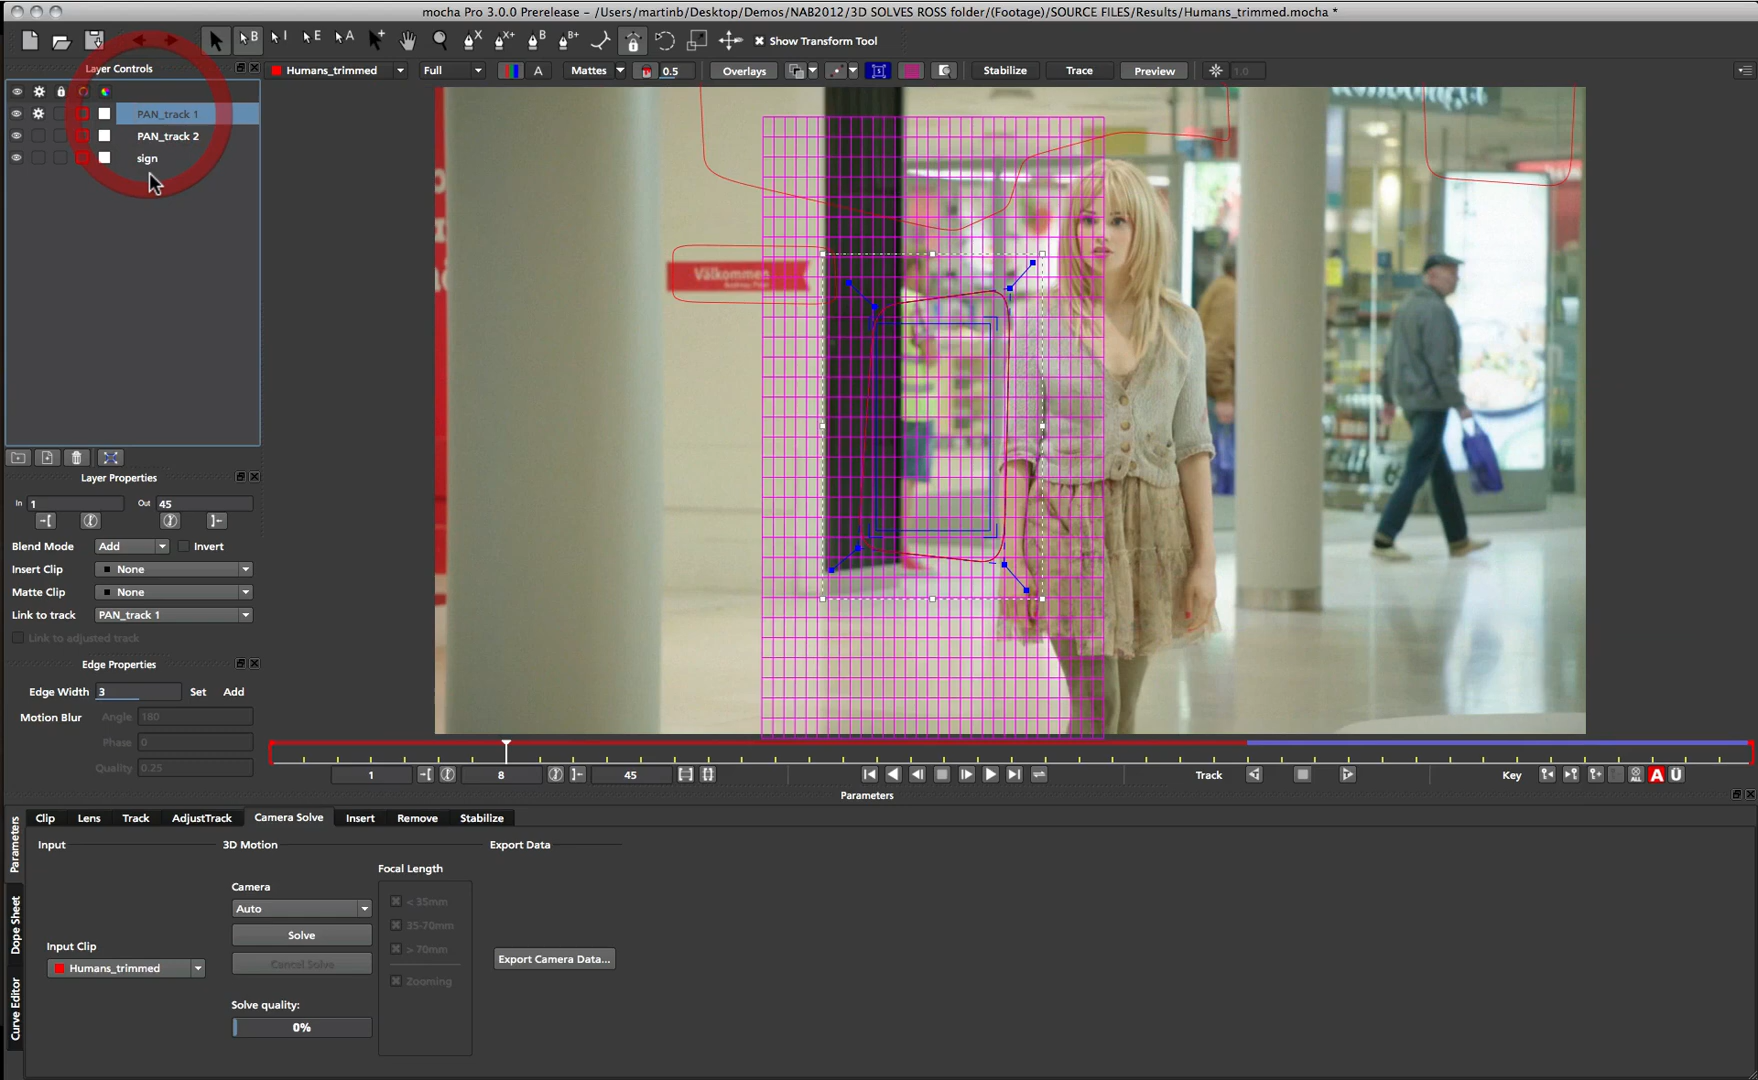 mocha Pro 3.0.0 Prerelease – /Users/martinb/Desktop/Demos/NAB2012/3D SOLVES ROSS folder/(Footage)/SOURCE FILES/Results/Humans_trimmed.mocha *
B I E A X X+ B B+ Show Transform Tool
Layer Controls
Humans_trimmed Full A Mattes 0.5 Overlays Stabilize Trace Preview 1.0
PAN_track 1
PAN_track 2
sign
Välkommen
Layer Properties
In 1 Out 45
Blend Mode Add Invert
Insert Clip None
Matte Clip None
Link to track PAN_track 1
Link to adjusted track
Edge Properties
Edge Width 3 Set Add
Motion Blur Angle 180
Phase 0
Quality 0.25
1 8 45 Track Key ALL A Ü
Parameters
Clip Lens Track AdjustTrack Camera Solve Insert Remove Stabilize
Input 3D Motion Export Data
Focal Length
Camera
Auto
< 35mm
35-70mm
> 70mm
Zooming
Solve
Cancel Solve
Input Clip
Humans_trimmed
Export Camera Data...
Solve quality:
0%
Parameters
Dope Sheet
Curve Editor